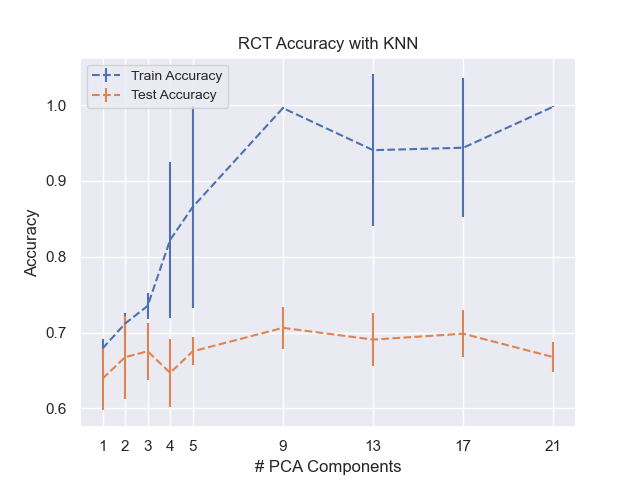 RCT Accuracy with KNN
Train Accuracy
Test Accuracy
1.0
0.9
0.8
0.7
0.6
Accuracy
1 2 3 4 5 9 13 17 21
# PCA Components